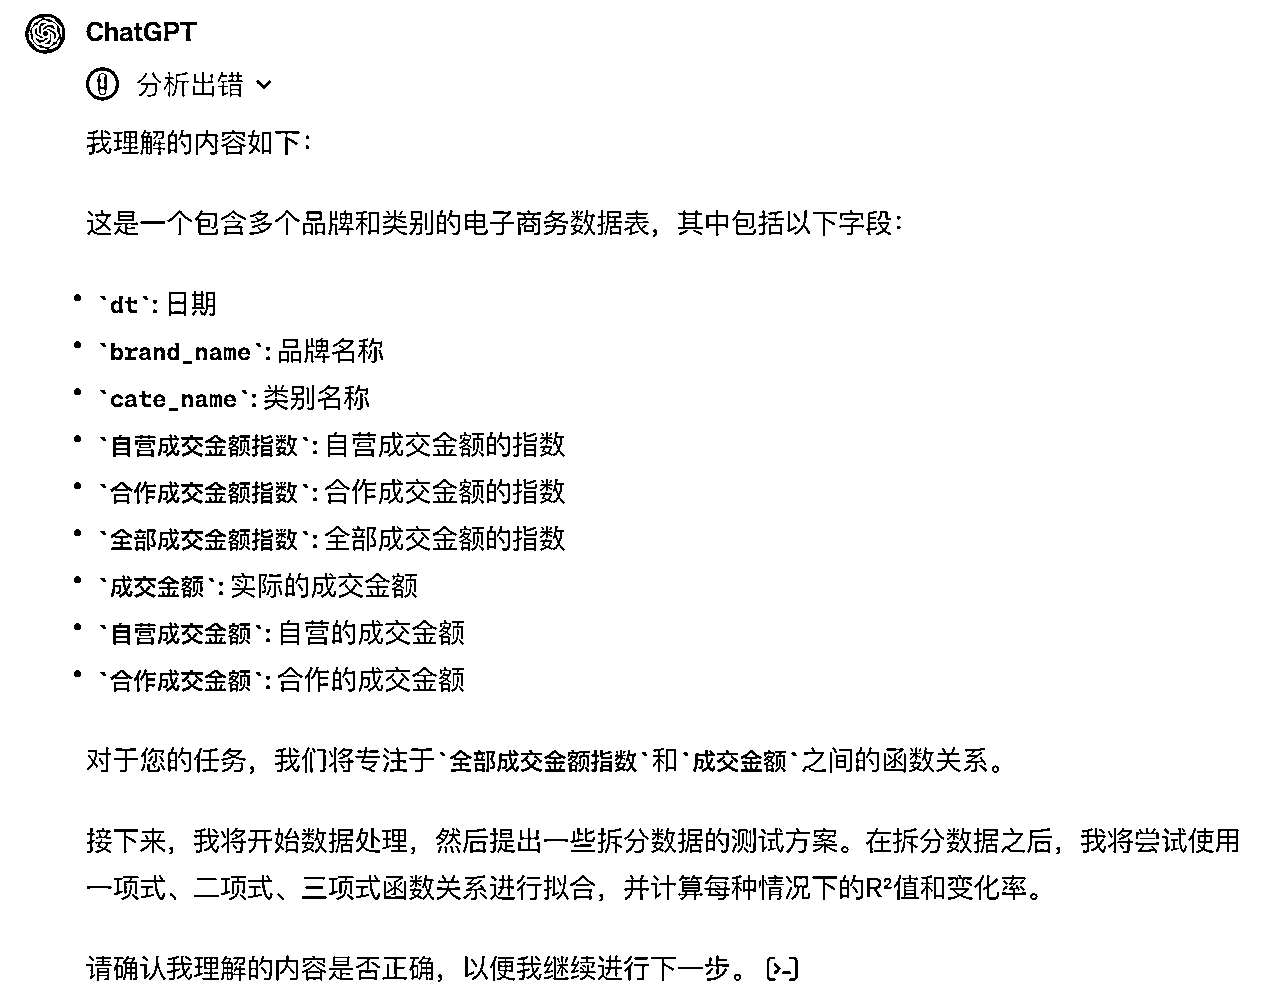 ChatGPT
分析出错
我理解的内容如下：
这是一个包含多个品牌和类别的电子商务数据表，其中包括以下字段：
• `dt`: 日期
• `brand_name`: 品牌名称
• `cate_name`: 类别名称
• `自营成交金额指数`: 自营成交金额的指数
• `合作成交金额指数`: 合作成交金额的指数
• `全部成交金额指数`: 全部成交金额的指数
• `成交金额`: 实际的成交金额
• `自营成交金额`: 自营的成交金额
• `合作成交金额`: 合作的成交金额
对于您的任务，我们将专注于`全部成交金额指数`和`成交金额`之间的函数关系。
接下来，我将开始数据处理，然后提出一些拆分数据的测试方案。在拆分数据之后，我将尝试使用
一项式、二项式、三项式函数关系进行拟合，并计算每种情况下的R²值和变化率。
请确认我理解的内容是否正确，以便我继续进行下一步。 [>-]